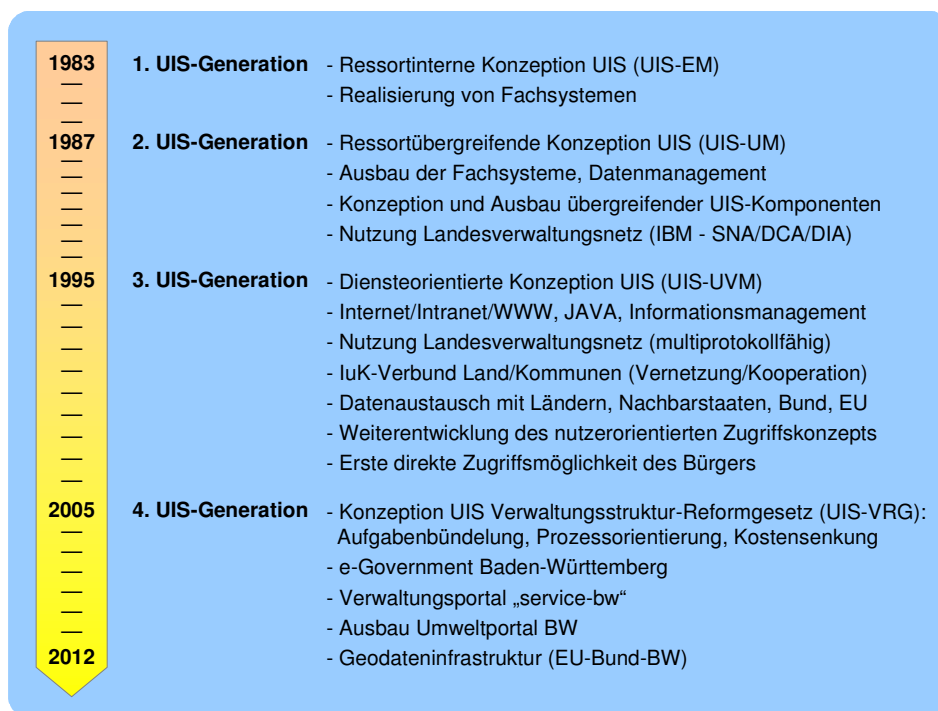 1983 1. UIS-Generation - Ressortinterne Konzeption UIS (UIS-EM)
- Realisierung von Fachsystemen
1987 2. UIS-Generation - Ressortübergreifende Konzeption UIS (UIS-UM)
- Ausbau der Fachsysteme, Datenmanagement
- Konzeption und Ausbau übergreifender UIS-Komponenten
- Nutzung Landesverwaltungsnetz (IBM - SNA/DCA/DIA)
1995 3. UIS-Generation - Diensteorientierte Konzeption UIS (UIS-UVM)
- Internet/Intranet/WWW, JAVA, Informationsmanagement
- Nutzung Landesverwaltungsnetz (multiprotokollfähig)
- IuK-Verbund Land/Kommunen (Vernetzung/Kooperation)
- Datenaustausch mit Ländern, Nachbarstaaten, Bund, EU
- Weiterentwicklung des nutzerorientierten Zugriffskonzepts
- Erste direkte Zugriffsmöglichkeit des Bürgers
2005 4. UIS-Generation - Konzeption UIS Verwaltungsstruktur-Reformgesetz (UIS-VRG):
Aufgabenbündelung, Prozessorientierung, Kostensenkung
- e-Government Baden-Württemberg
- Verwaltungsportal „service-bw“
- Ausbau Umweltportal BW
2012 - Geodateninfrastruktur (EU-Bund-BW)